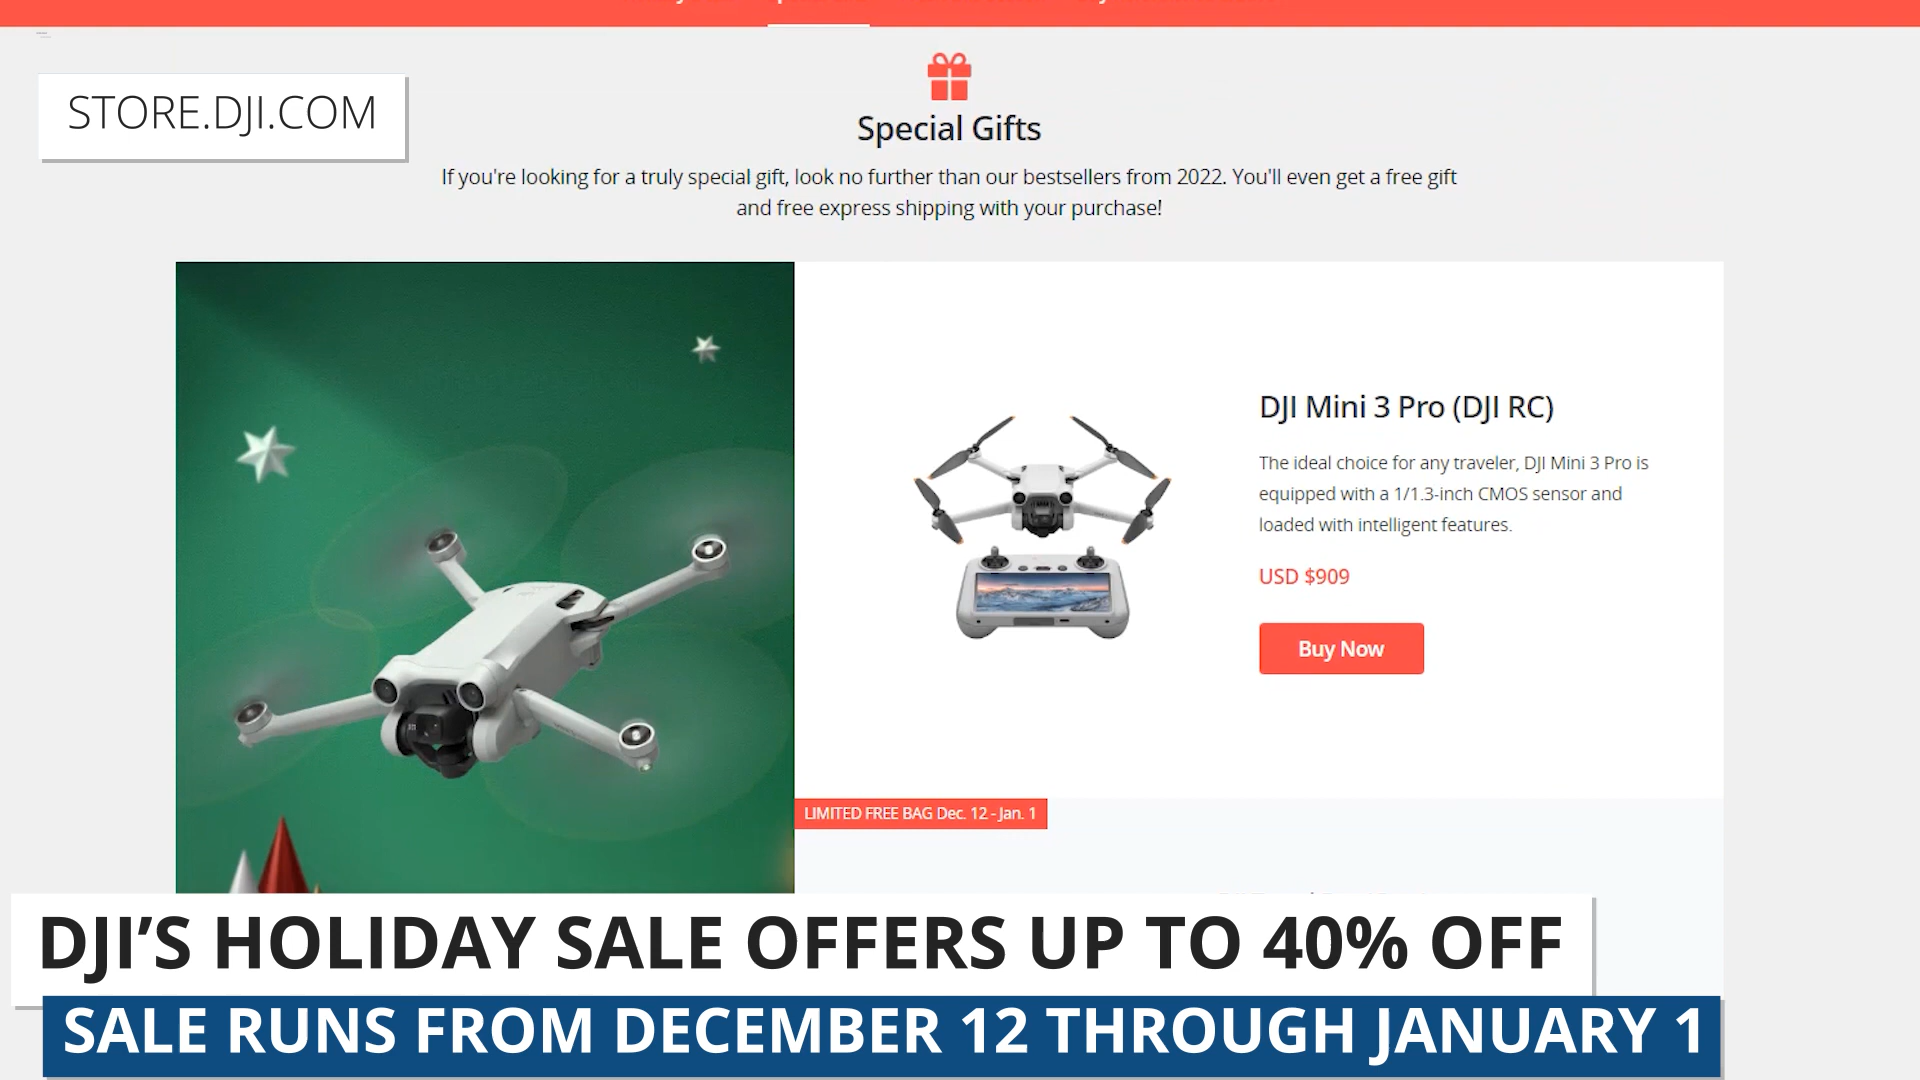 STORE.DJI.COM
Special Gifts
If you're looking for a truly special gift, look no further than our bestsellers from 2022. You'll even get a free gift
and free express shipping with your purchase!
DJI Mini 3 Pro (DJI RC)
The ideal choice for any traveler, DJI Mini 3 Pro is
equipped with a 1/1.3-inch CMOS sensor and
loaded with intelligent features.
USD $909
Buy Now
LIMITED FREE BAG Dec. 12 - Jan. 1
DJI’S HOLIDAY SALE OFFERS UP TO 40% OFF
SALE RUNS FROM DECEMBER 12 THROUGH JANUARY 1